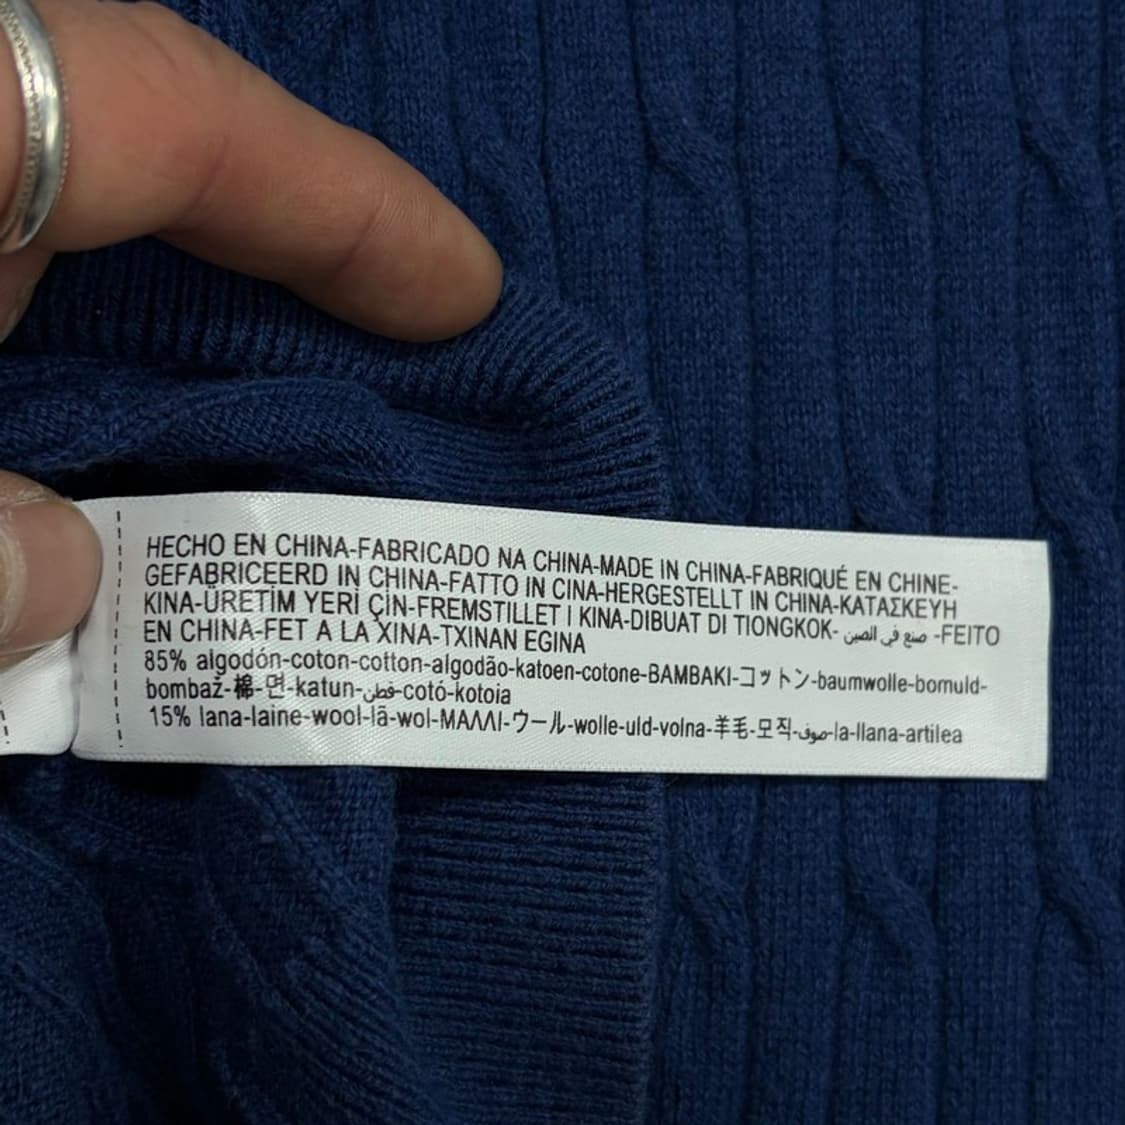 HECHO EN CHINA-FABRICADO NA CHINA-MADE IN CHINA-FABRIQUÉ EN CHINE-
GEFABRICEERD IN CHINA-FATTO IN CINA-HERGESTELLT IN CHINA-ΚΑΤΑΣΚΕΥΗ
KINA-ÜRETİM YERİ ÇİN-FREMSTILLET I KINA-DIBUAT DI TIONGKOK- صنع في الصين -FEITO
EN CHINA-FET A LA XINA-TXINAN EGINA
85% algodón-coton-cotton-algodão-katoen-cotone-ΒΑΜΒΑΚΙ-コットン-baumwolle-bomuld-
bombaž-棉-면-katun-قطن-cotó-kotoia
15% lana-laine-wool-lã-wol-ΜΑΛΛΙ-ウール-wolle-uld-volna-羊毛-모직-صوف-la-llana-artilea